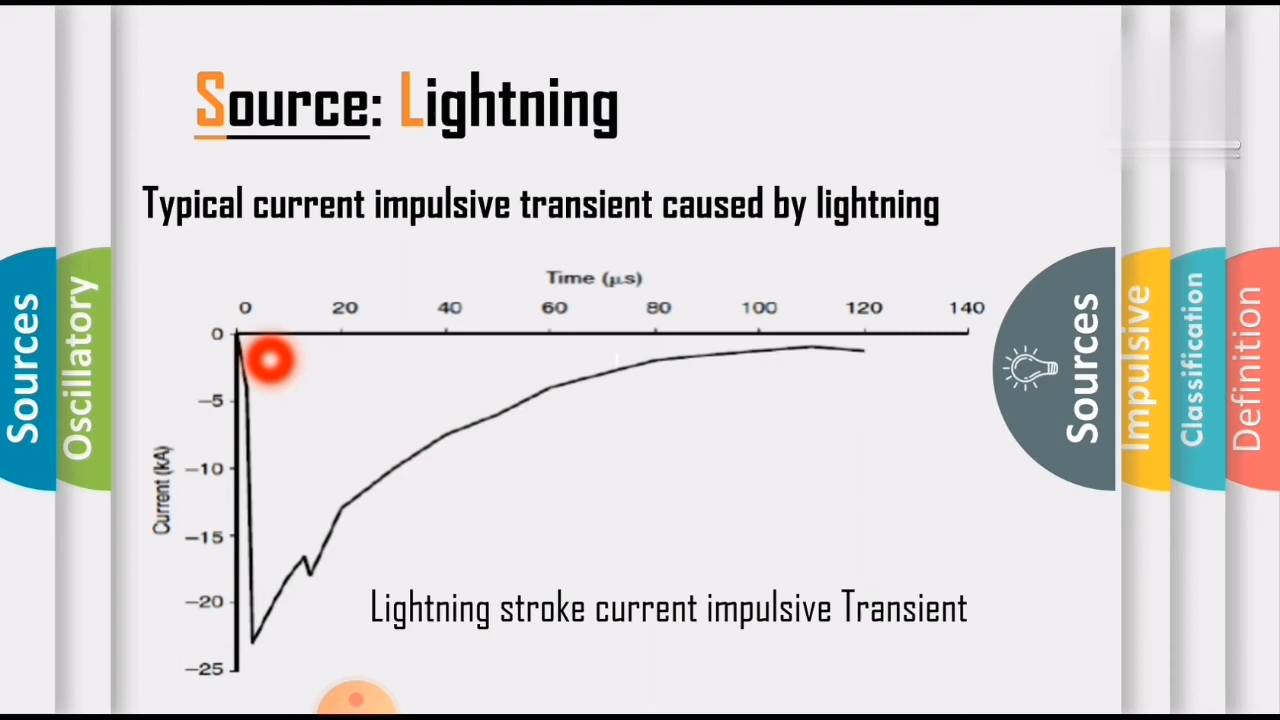 Source: Lightning
Typical current impulsive transient caused by lightning
Time (μs)
0 20 40 60 80 100 120 140
0
−5
−10
−15
−20
−25
Current (kA)
Lightning stroke current impulsive Transient
Sources
Oscillatory
Sources
Impulsive
Classification
Definition